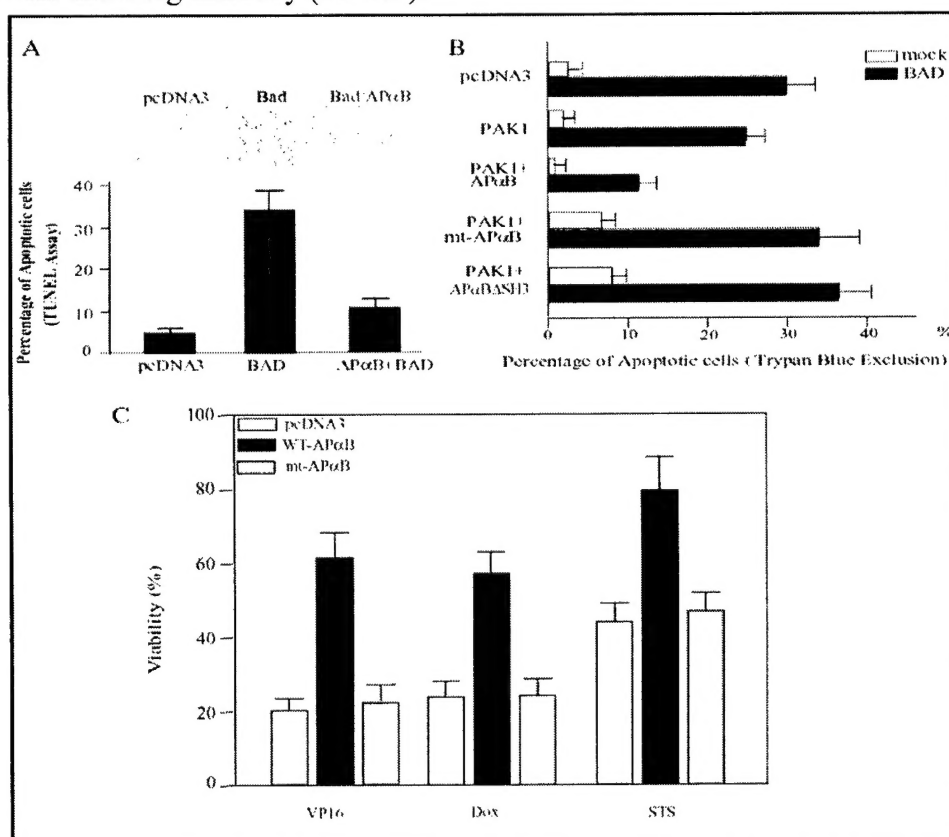 A
pcDNA3 Bad Bad APαB
Percentage of Apoptotic cells
(TUNEL Assay)
40
30
20
10
0
pcDNA3 BAD APαB+BAD
B
mock
BAD
pcDNA3
PAK1
PAK1+
APαB
PAK1+
mt-APαB
PAK1+
APαBΔSH3
0 10 20 30 40 %
Percentage of Apoptotic cells (Trypan Blue Exclusion)
C
pcDNA3
WT-APαB
mt-APαB
Viability (%)
100
80
60
40
20
0
VP16 Dox STS